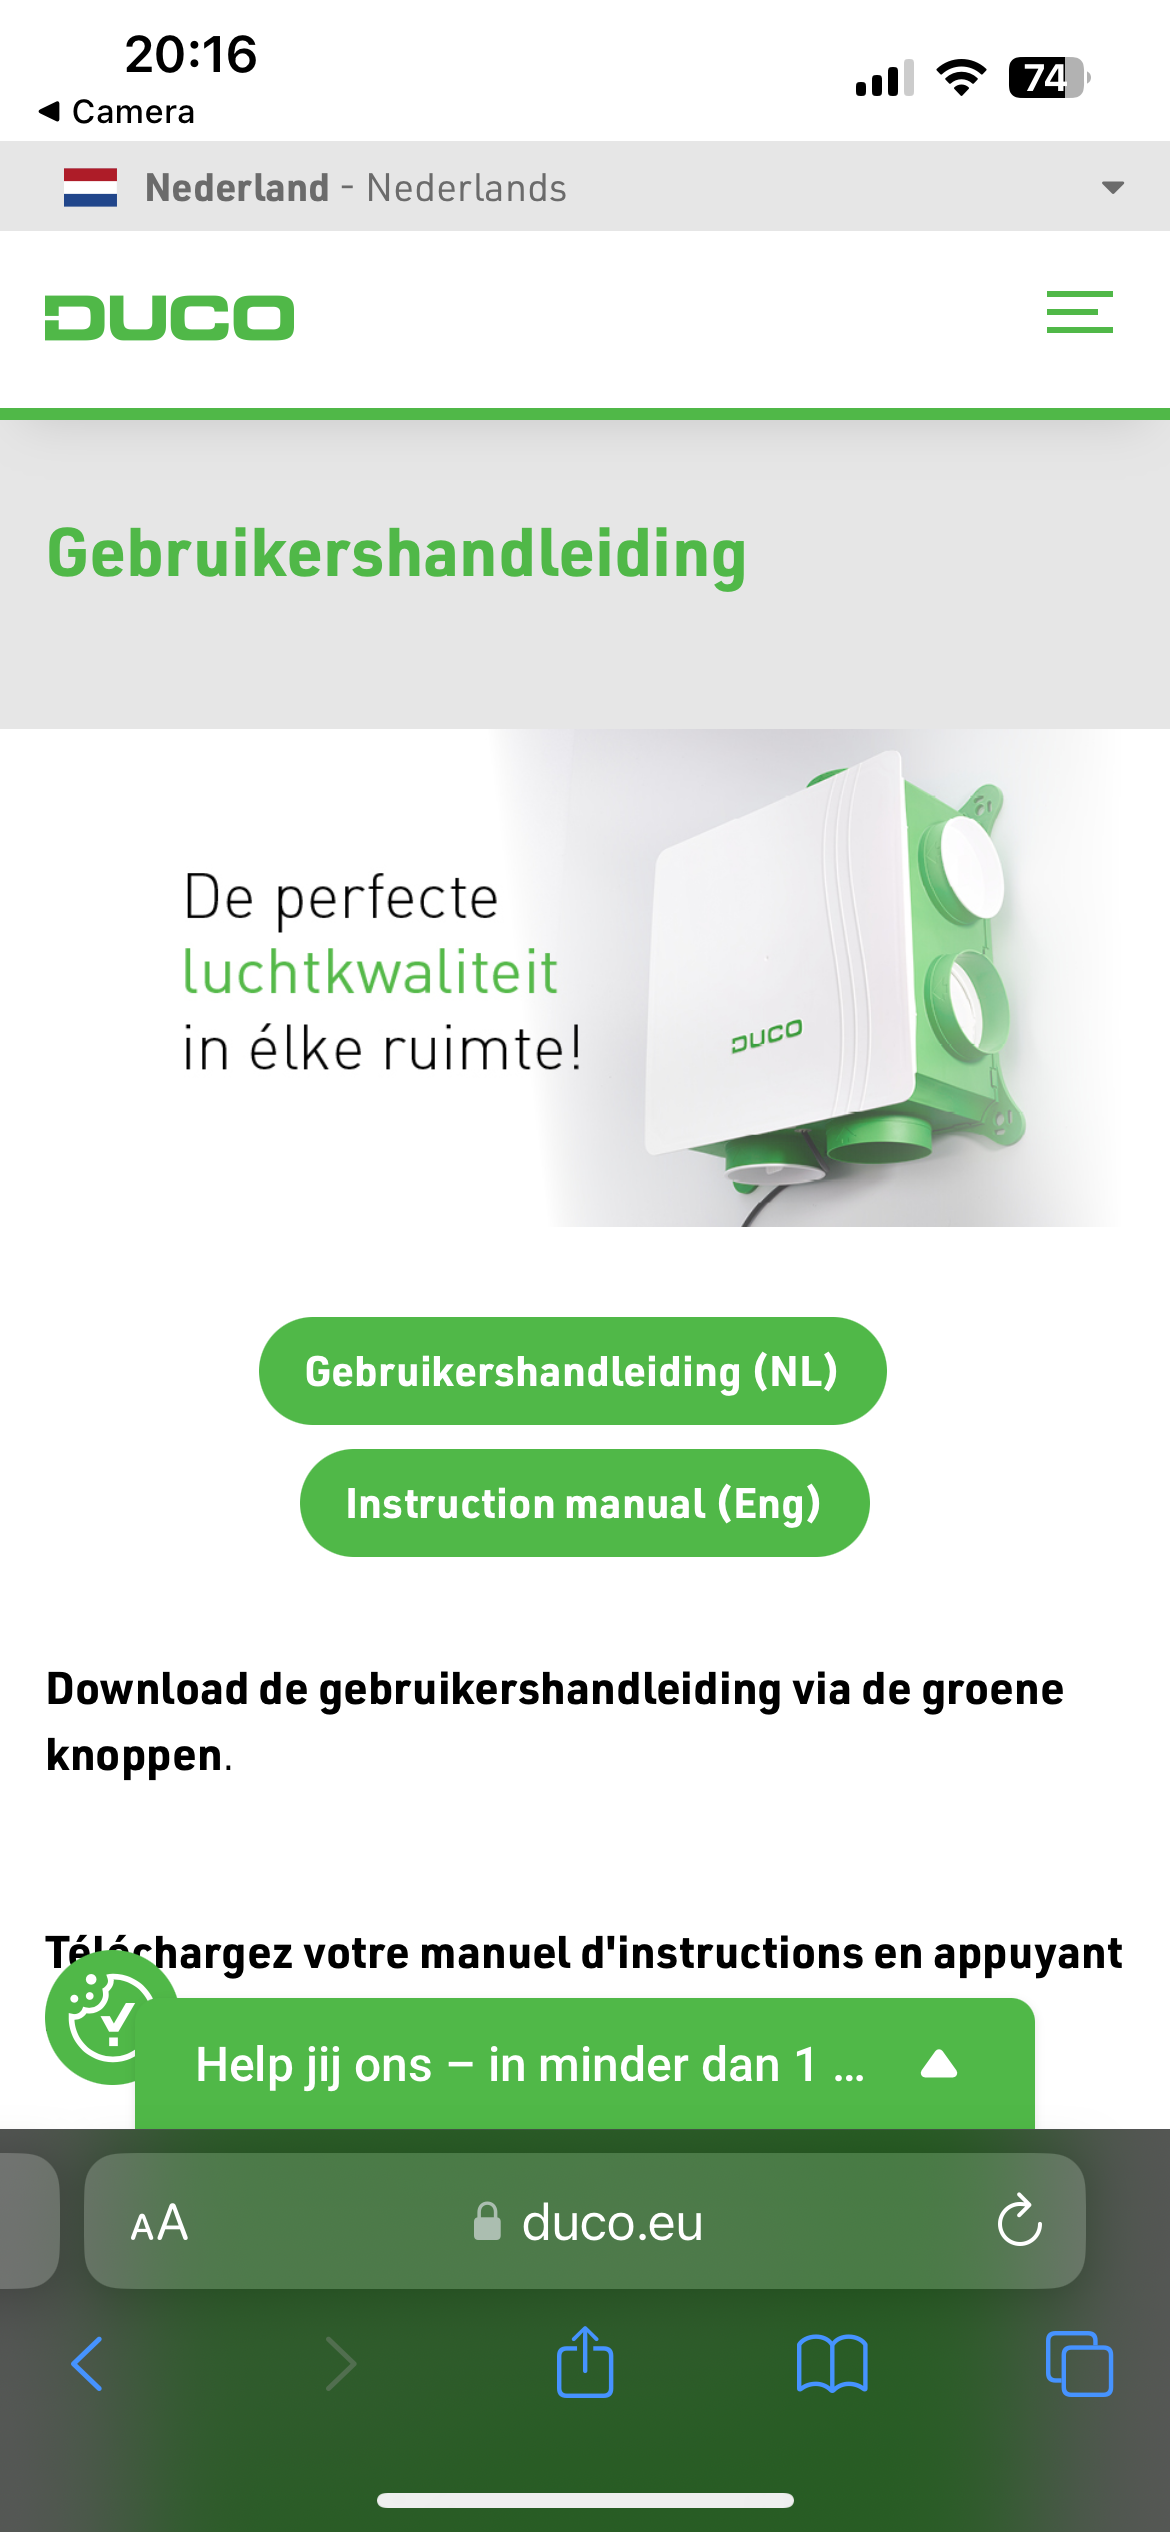 20:16
74
Camera
Nederland - Nederlands
DUCO
Gebruikershandleiding
De perfecte
luchtkwaliteit
in élke ruimte!
DUCO
Gebruikershandleiding (NL)
Instruction manual (Eng)
Download de gebruikershandleiding via de groene
knoppen.
Téléchargez votre manuel d'instructions en appuyant
Help jij ons – in minder dan 1 ...
AA
duco.eu